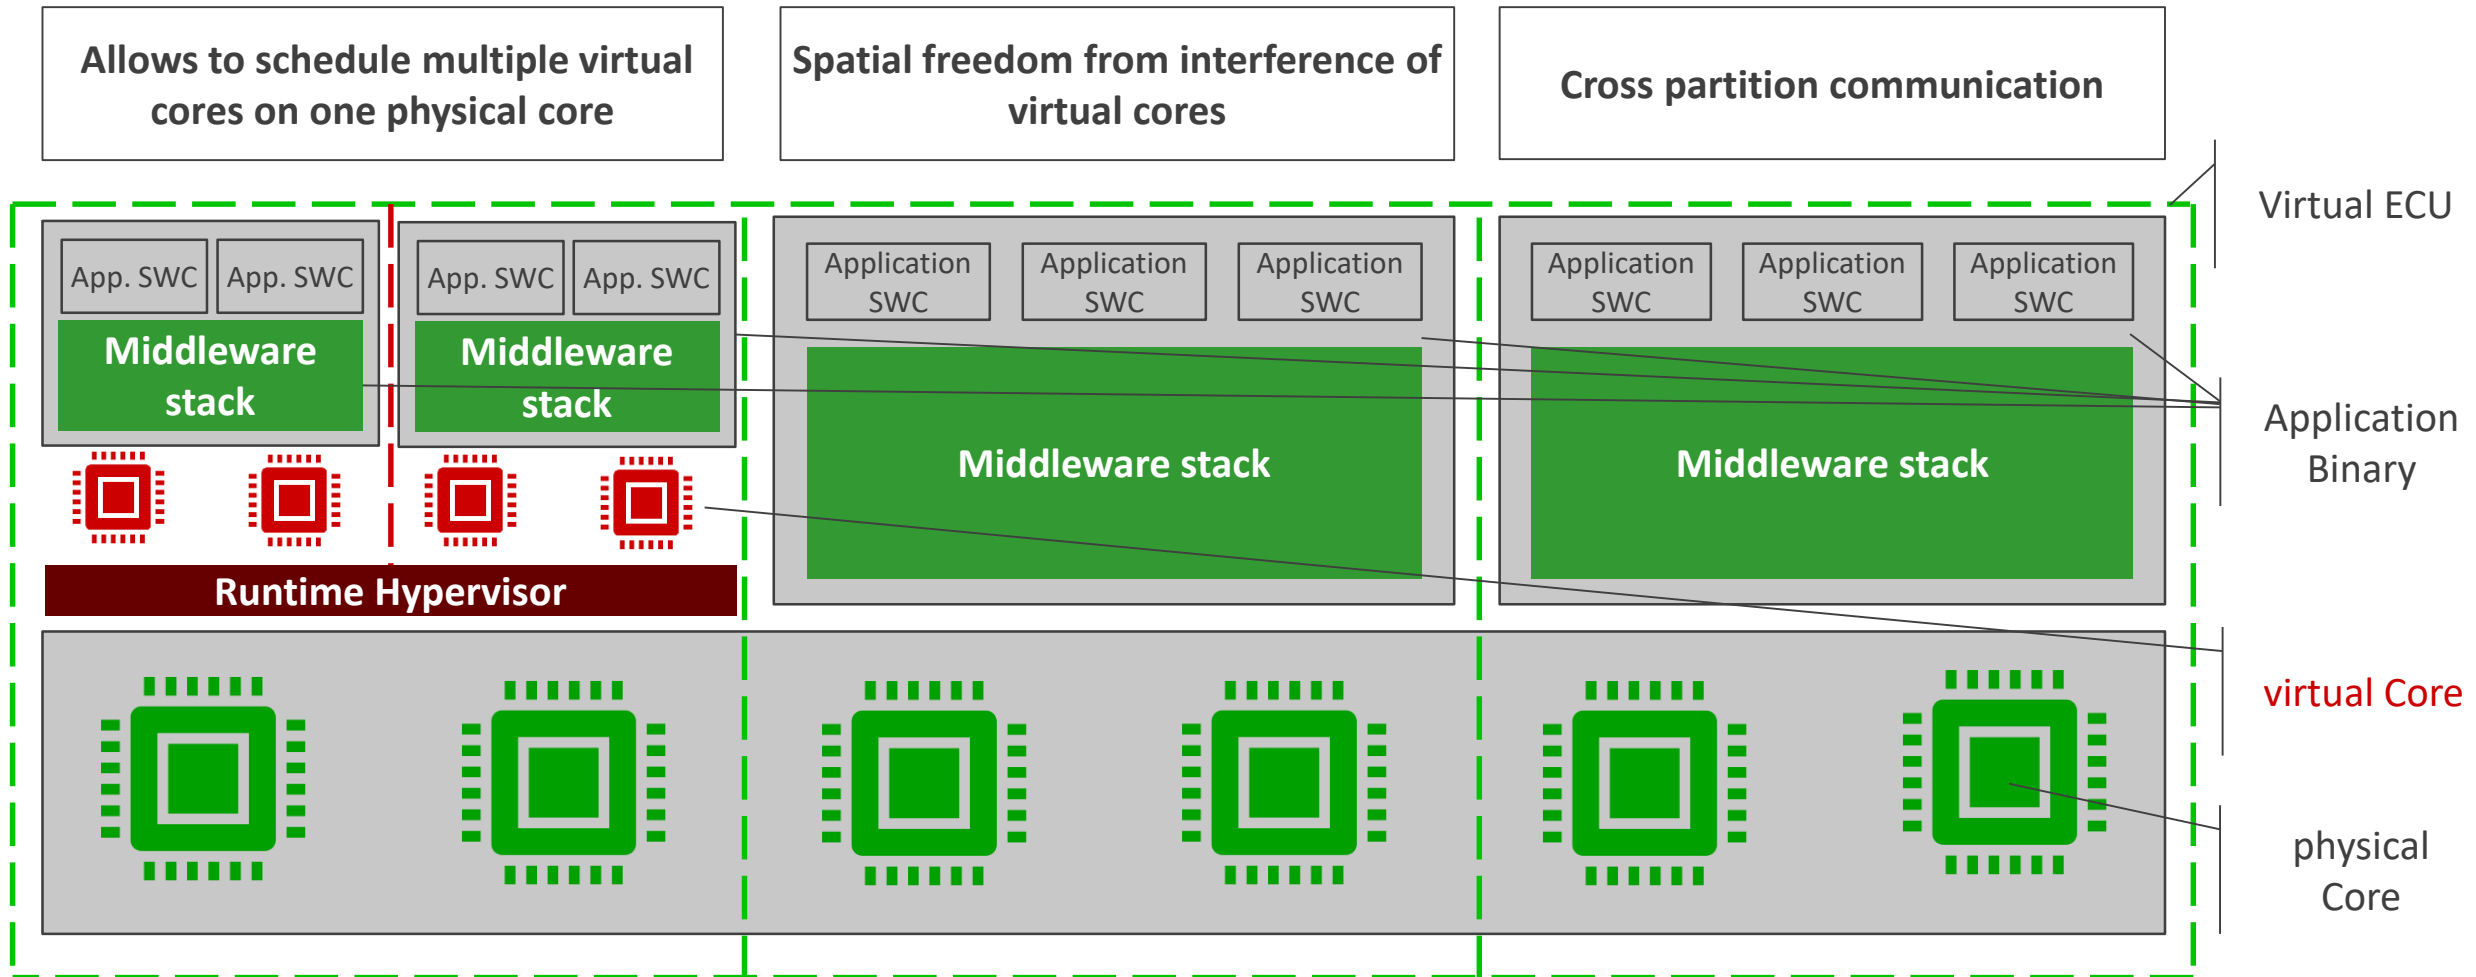 Allows to schedule multiple virtual
cores on one physical core
Spatial freedom from interference of
virtual cores
Cross partition communication
Virtual ECU
App. SWC
App. SWC
App. SWC
App. SWC
Application
SWC
Application
SWC
Application
SWC
Application
SWC
Application
SWC
Application
SWC
Middleware
stack
Middleware
stack
Middleware stack
Middleware stack
Application
Binary
Runtime Hypervisor
virtual Core
physical
Core